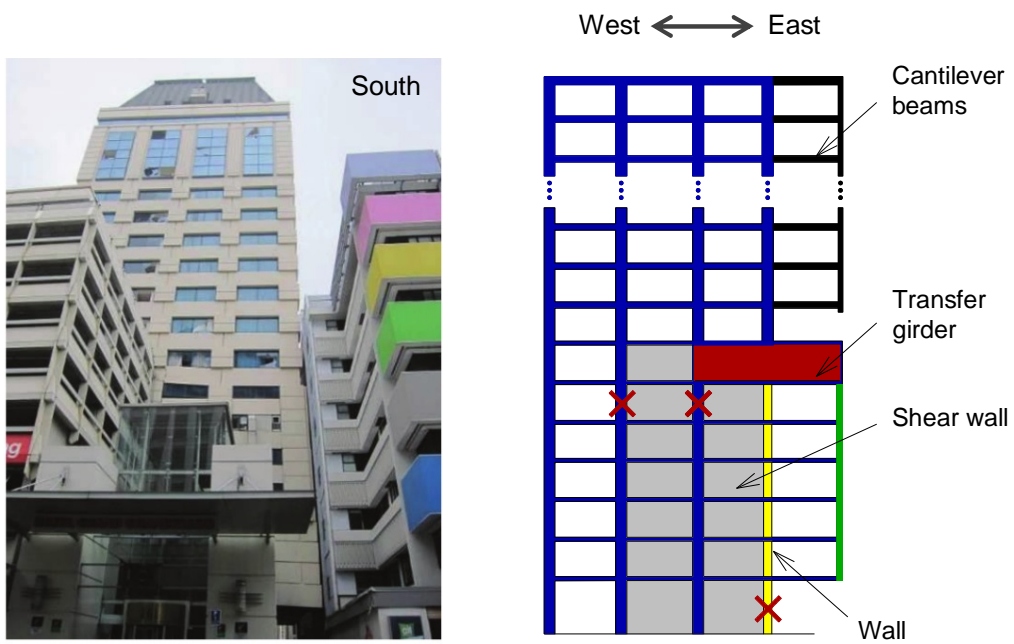 West
East
South
Cantilever
beams
Transfer
girder
Shear wall
Wall